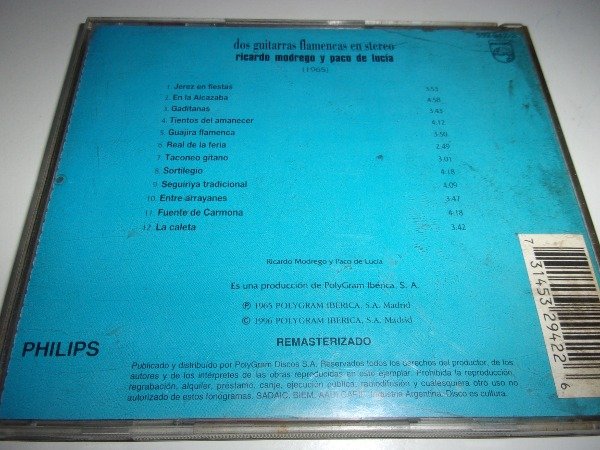 dos guitarras flamencas en stereo
ricardo modrego y paco de lucia
(1965)
1. Jerez en fiestas 3:53
2. En la Alcazaba 4:58
3. Gaditanas 3,43
4. Tientos del amanecer 4:12
5. Guajira flamenca 3:50
6. Real de la feria 2:49
7. Taconeo gitano 3:01
8. Sortilegio 4:18
9. Seguiriya tradicional 4:09
10. Entre arrayanes 3:47
11. Fuente de Carmona 4:18
12. La caleta 3:42
Ricardo Modrego y Paco de Lucía
Es una producción de PolyGram Ibérica, S. A.
Ⓟ 1965 POLYGRAM IBERICA, S.A. Madrid
© 1996 POLYGRAM IBERICA, S.A. Madrid
REMASTERIZADO
PHILIPS
Publicado y distribuido por PolyGram Discos S.A. Reservados todos los derechos del productor, de los
autores y de los intérpretes de las obras reproducidas en este ejemplar. Prohibida la reproducción,
regrabación, alquiler, préstamo, canje, ejecución pública, radiodifusión y cualesquiera otro uso no
autorizado de estos fonogramas. SADAIC, BIEM, Industria Argentina. Disco es cultura.
7 31453 29422 6